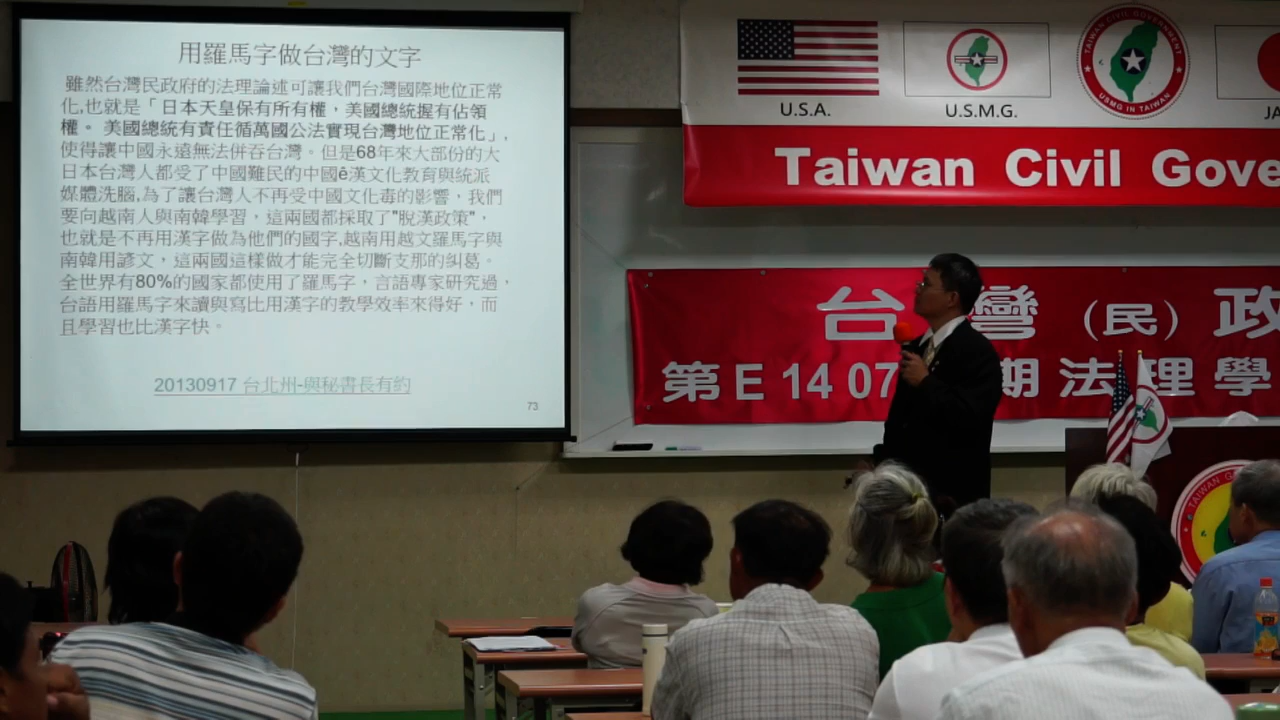 用羅馬字做台灣的文字
雖然台灣民政府的法理論述可讓我們台灣國際地位正常
化,也就是「日本天皇保有所有權，美國總統握有佔領
權。 美國總統有責任循萬國公法實現台灣地位正常化」,
使得讓中國永遠無法併吞台灣。但是68年來大部份的大
日本台灣人都受了中國難民的中國ê漢文化教育與統派
媒體洗脳,為了讓台灣人不再受中國文化毒的影響，我們
要向越南人與南韓學習，這兩國都採取了"脫漢政策"，
也就是不再用漢字做為他們的國字,越南用越文羅馬字與
南韓用諺文，這兩國這樣做才能完全切斷支那的糾葛。
全世界有80%的國家都使用了羅馬字，言語專家研究過，
台語用羅馬字來讀與寫比用漢字的教學效率來得好，而
且學習也比漢字快。
20130917 台北州-與秘書長有約
73
U.S.A.
U.S.M.G.
TAIWAN CIVIL GOVERNMENT
USMG IN TAIWAN
JA
Taiwan Civil Gove
台灣（民）政
第E 14 07 期法理學
TAIWAN G